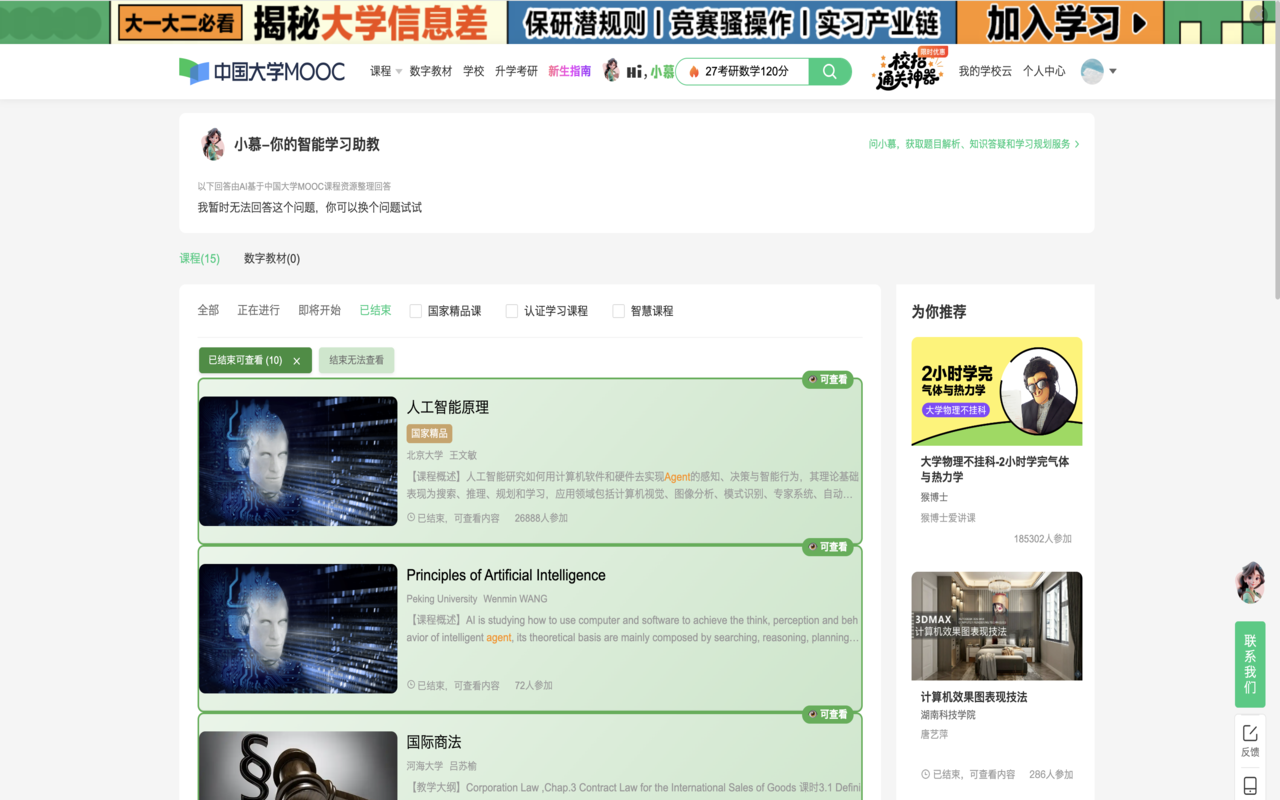 大一大二必看
揭秘大学信息差
保研潜规则 | 竞赛骚操作 | 实习产业链
加入学习
中国大学MOOC
课程
数字教材
学校
升学考研
新生指南
Hi, 小慕
27考研数学120分
限时优惠
校招
通关神器
我的学校云
个人中心
小慕–你的智能学习助教
问小慕，获取题目解析、知识答疑和学习规划服务
以下回答由AI基于中国大学MOOC课程资源整理回答
我暂时无法回答这个问题，你可以换个问题试试
课程(15)
数字教材(0)
全部
正在进行
即将开始
已结束
国家精品课
认证学习课程
智慧课程
已结束可查看 (10) ×
结束无法查看
可查看
人工智能原理
国家精品
北京大学 王文敏
【课程概述】人工智能研究如何用计算机软件和硬件去实现Agent的感知、决策与智能行为，其理论基础
表现为搜索、推理、规划和学习，应用领域包括计算机视觉、图像分析、模式识别、专家系统、自动...
已结束，可查看内容 26888人参加
可查看
Principles of Artificial Intelligence
Peking University Wenmin WANG
【课程概述】AI is studying how to use computer and software to achieve the think, perception and beh
avior of intelligent agent, its theoretical basis are mainly composed by searching, reasoning, planning...
已结束，可查看内容 72人参加
可查看
国际商法
河海大学 吕苏榆
【教学大纲】Corporation Law ,Chap.3 Contract Law for the International Sales of Goods 课时3.1 Defini
为你推荐
2小时学完
气体与热力学
大学物理不挂科
大学物理不挂科-2小时学完气体
与热力学
猴博士
猴博士爱讲课
185302人参加
3DMAX
计算机效果图表现技法
计算机效果图表现技法
湖南科技学院
唐艺萍
已结束，可查看内容 286人参加
联系我们
反馈